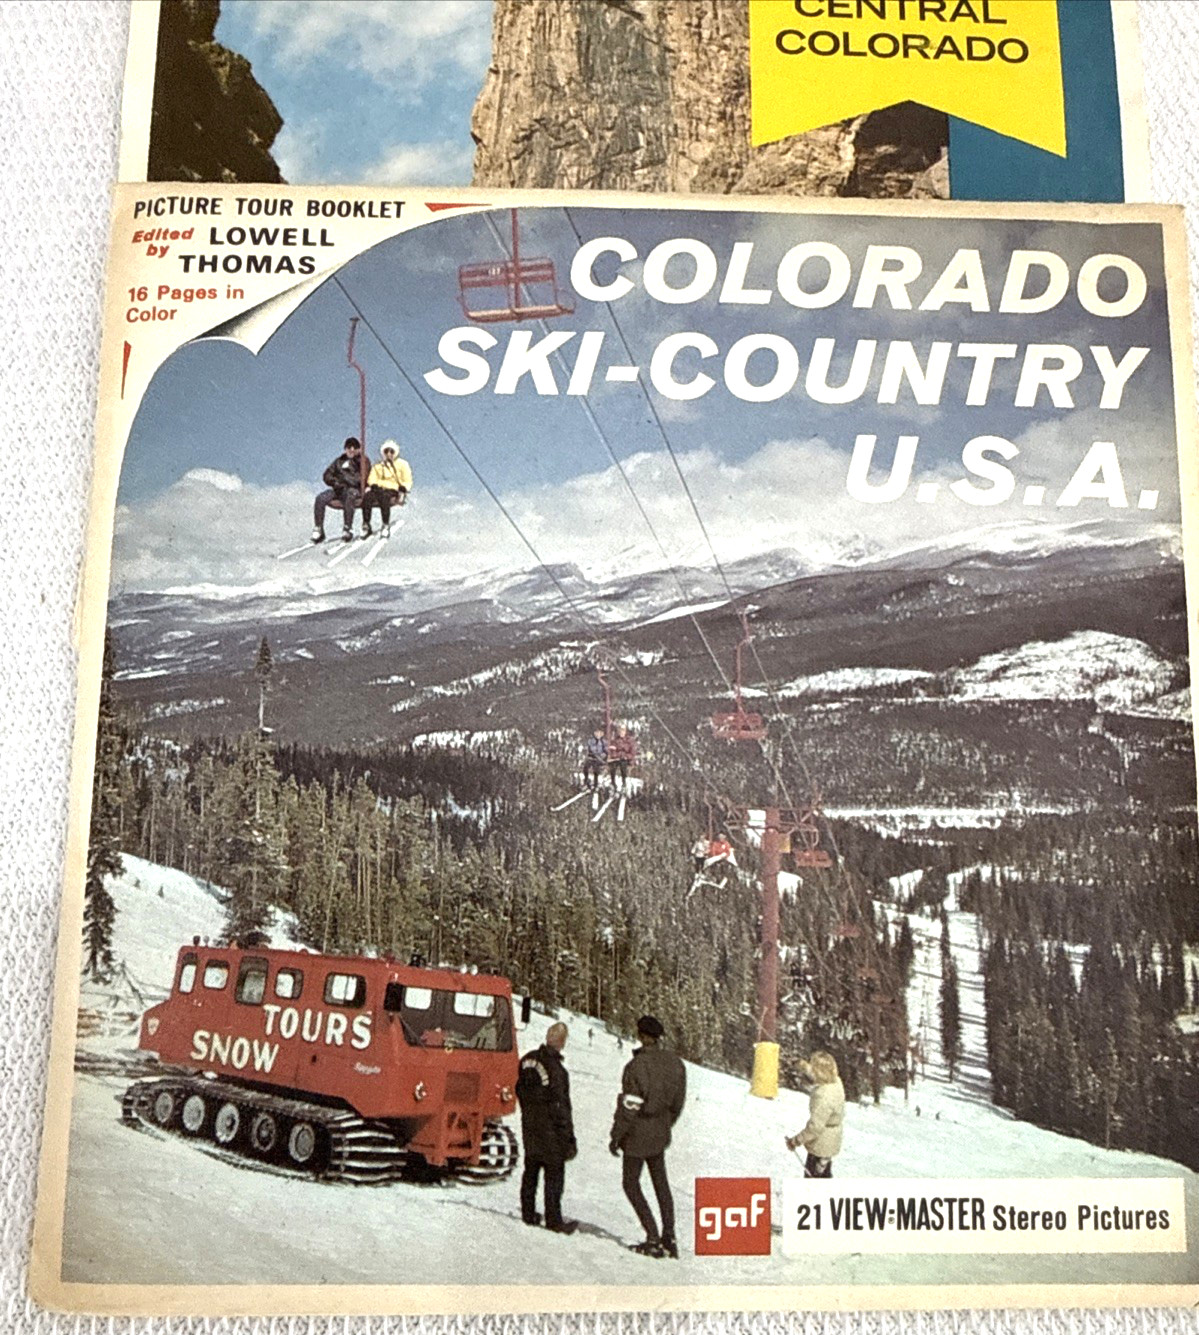 CENTRAL
COLORADO
PICTURE TOUR BOOKLET
Edited by LOWELL THOMAS
16 Pages in
Color
COLORADO
SKI-COUNTRY
U.S.A.
TOURS
SNOW
gaf
21 VIEW-MASTER Stereo Pictures